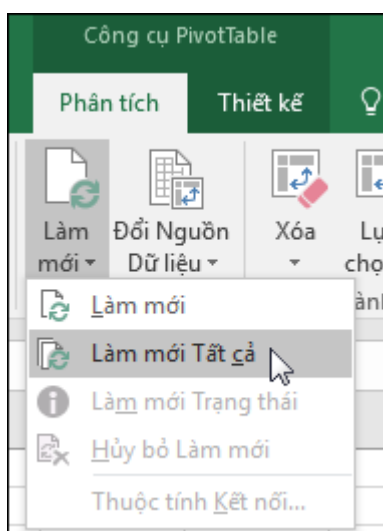 Công cụ PivotTable
Phân tích Thiết kế
Làm mới
Đổi Nguồn Dữ liệu
Xóa
Làm mới
Làm mới Tất cả
Làm mới Trạng thái
Hủy bỏ Làm mới
Thuộc tính Kết nối...